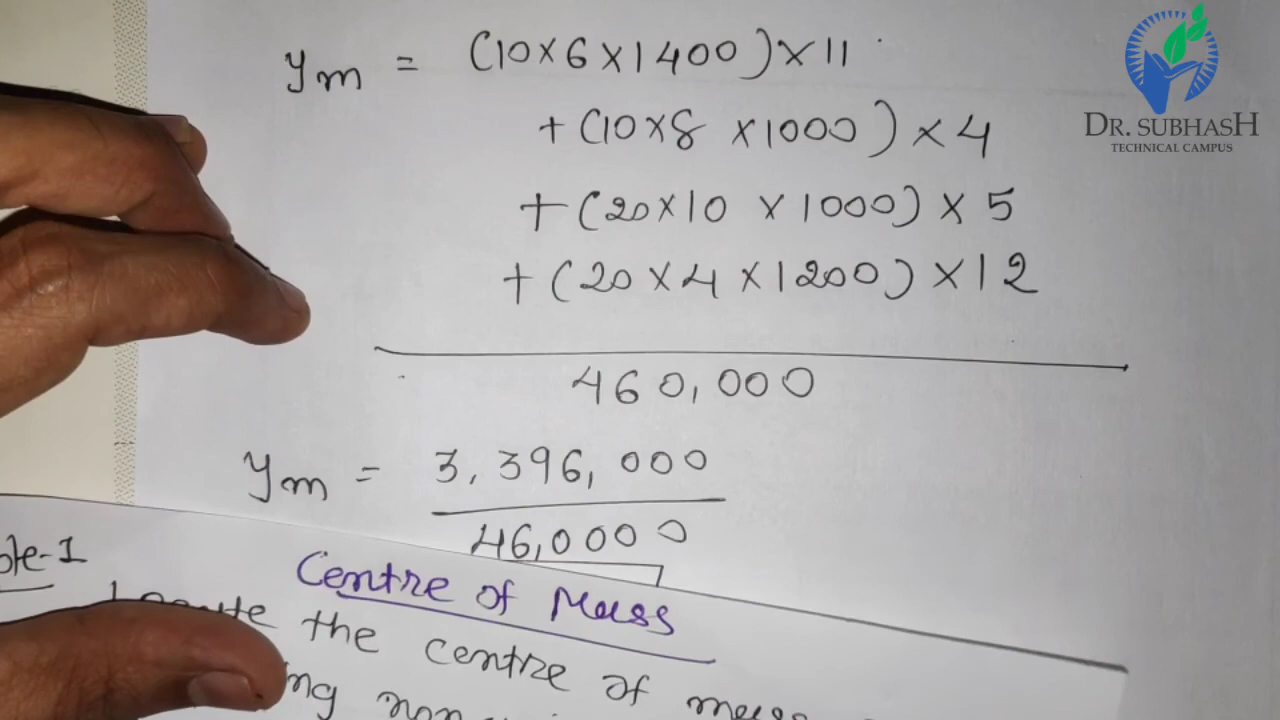 ym = (10×6×1400)×11
+(10×8 ×1000)×4
+(20×10 ×1000)×5
+(20×4×1200)×12
460,000
ym = 3,396,000
46,0000
DR. SUBHASH
TECHNICAL CAMPUS
Centre of Mass
the centre of mass